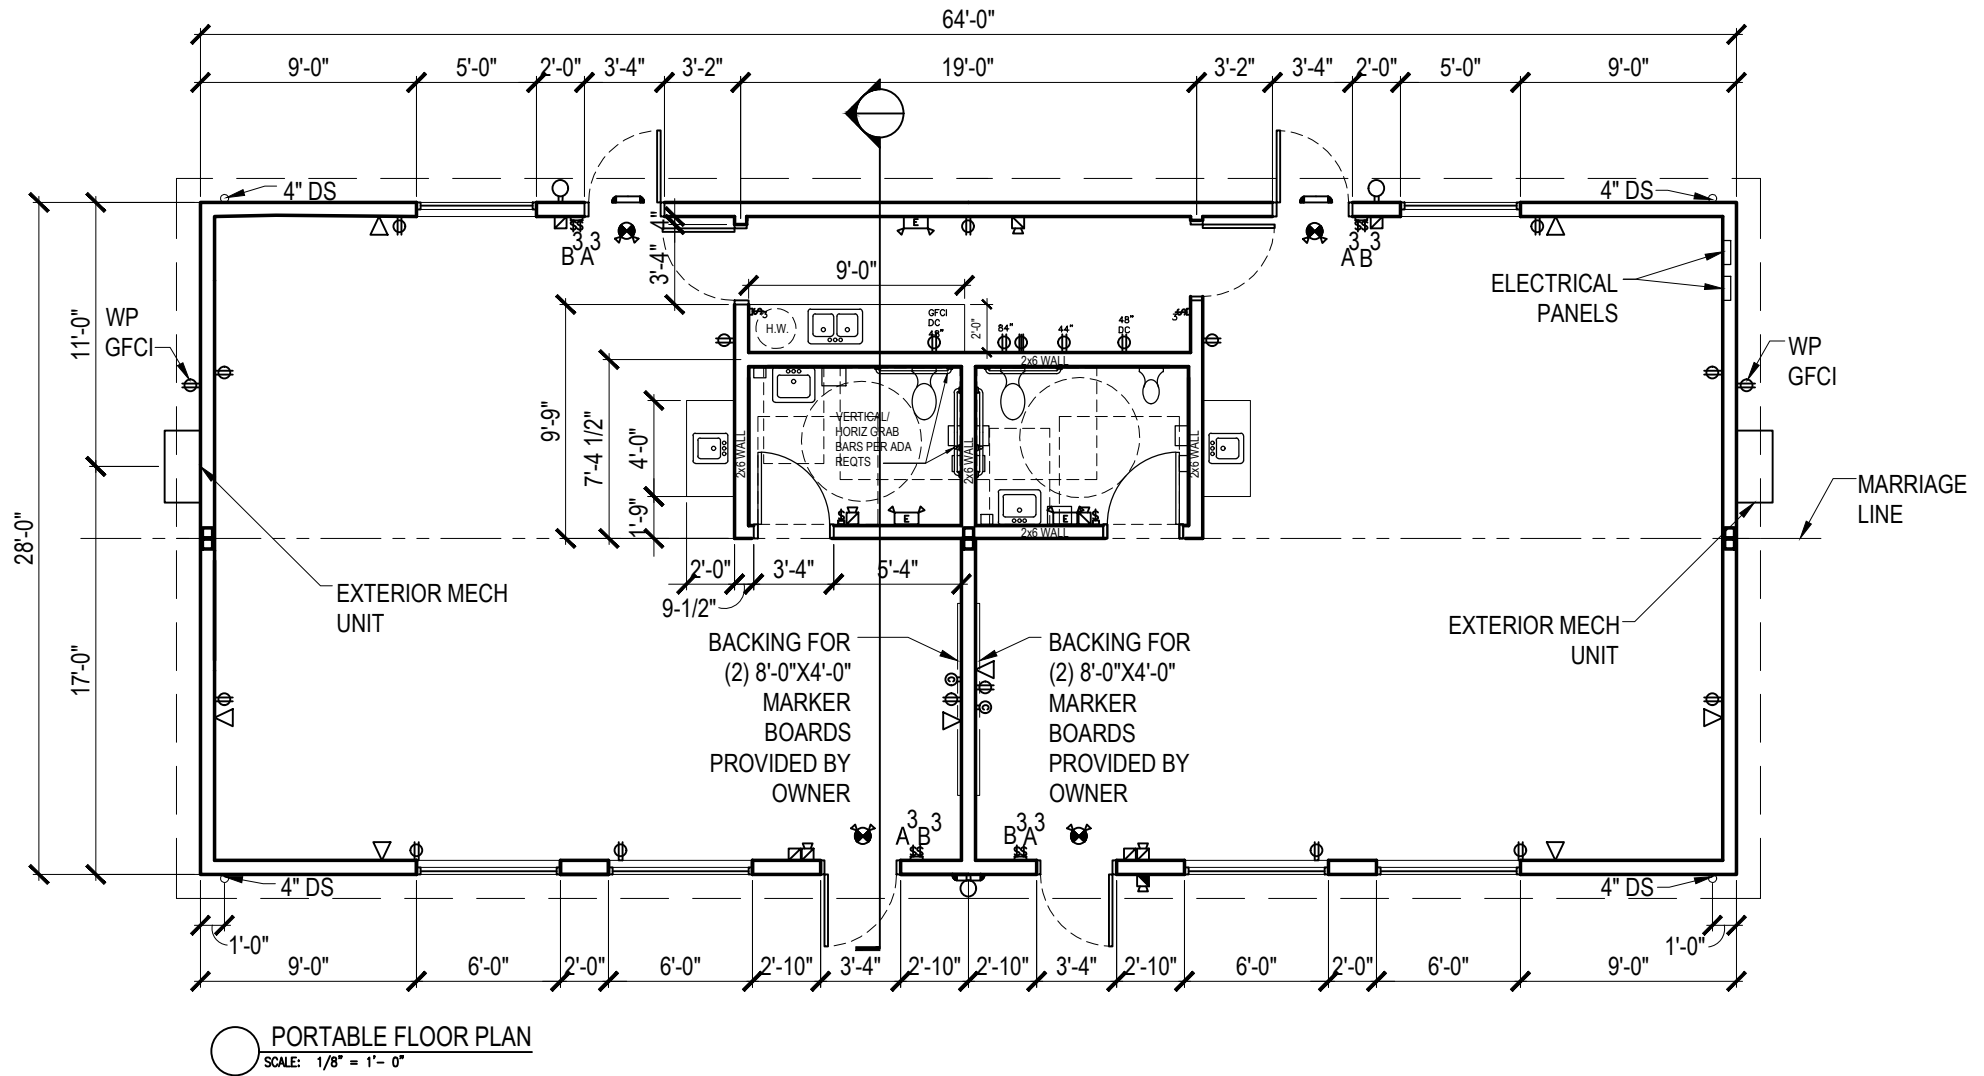 64'-0"
9'-0" 5'-0" 2'-0" 3'-4" 3'-2" 19'-0" 3'-2" 3'-4" 2'-0" 5'-0" 9'-0"
4" DS
4" DS
28'-0"
11'-0"
17'-0"
WP
GFCI
3 3
B A
4"
3'-4"
E
3 3
A B
ELECTRICAL
PANELS
WP
GFCI
9'-0"
2'-0"
3
H.W.
GFCI
DC
48"
84"
44"
48"
DC
3
2x6 WALL
9'-9"
7'-4 1/2"
4'-0"
1'-9"
2x6 WALL
VERTICAL/
HORIZ GRAB
BARS PER ADA
REQTS
2x6 WALL
2x6 WALL
E
E
2x6 WALL
MARRIAGE
LINE
2'-0" 3'-4" 5'-4"
9-1/2"
EXTERIOR MECH
UNIT
EXTERIOR MECH
UNIT
BACKING FOR
(2) 8'-0"X4'-0"
MARKER
BOARDS
PROVIDED BY
OWNER
BACKING FOR
(2) 8'-0"X4'-0"
MARKER
BOARDS
PROVIDED BY
OWNER
C
C
3 3
A B
3 3
B A
4" DS
4" DS
1'-0"
1'-0"
9'-0" 6'-0" 2'-0" 6'-0" 2'-10" 3'-4" 2'-10" 2'-10" 3'-4" 2'-10" 6'-0" 2'-0" 6'-0" 9'-0"
PORTABLE FLOOR PLAN
SCALE: 1/8" = 1'- 0"